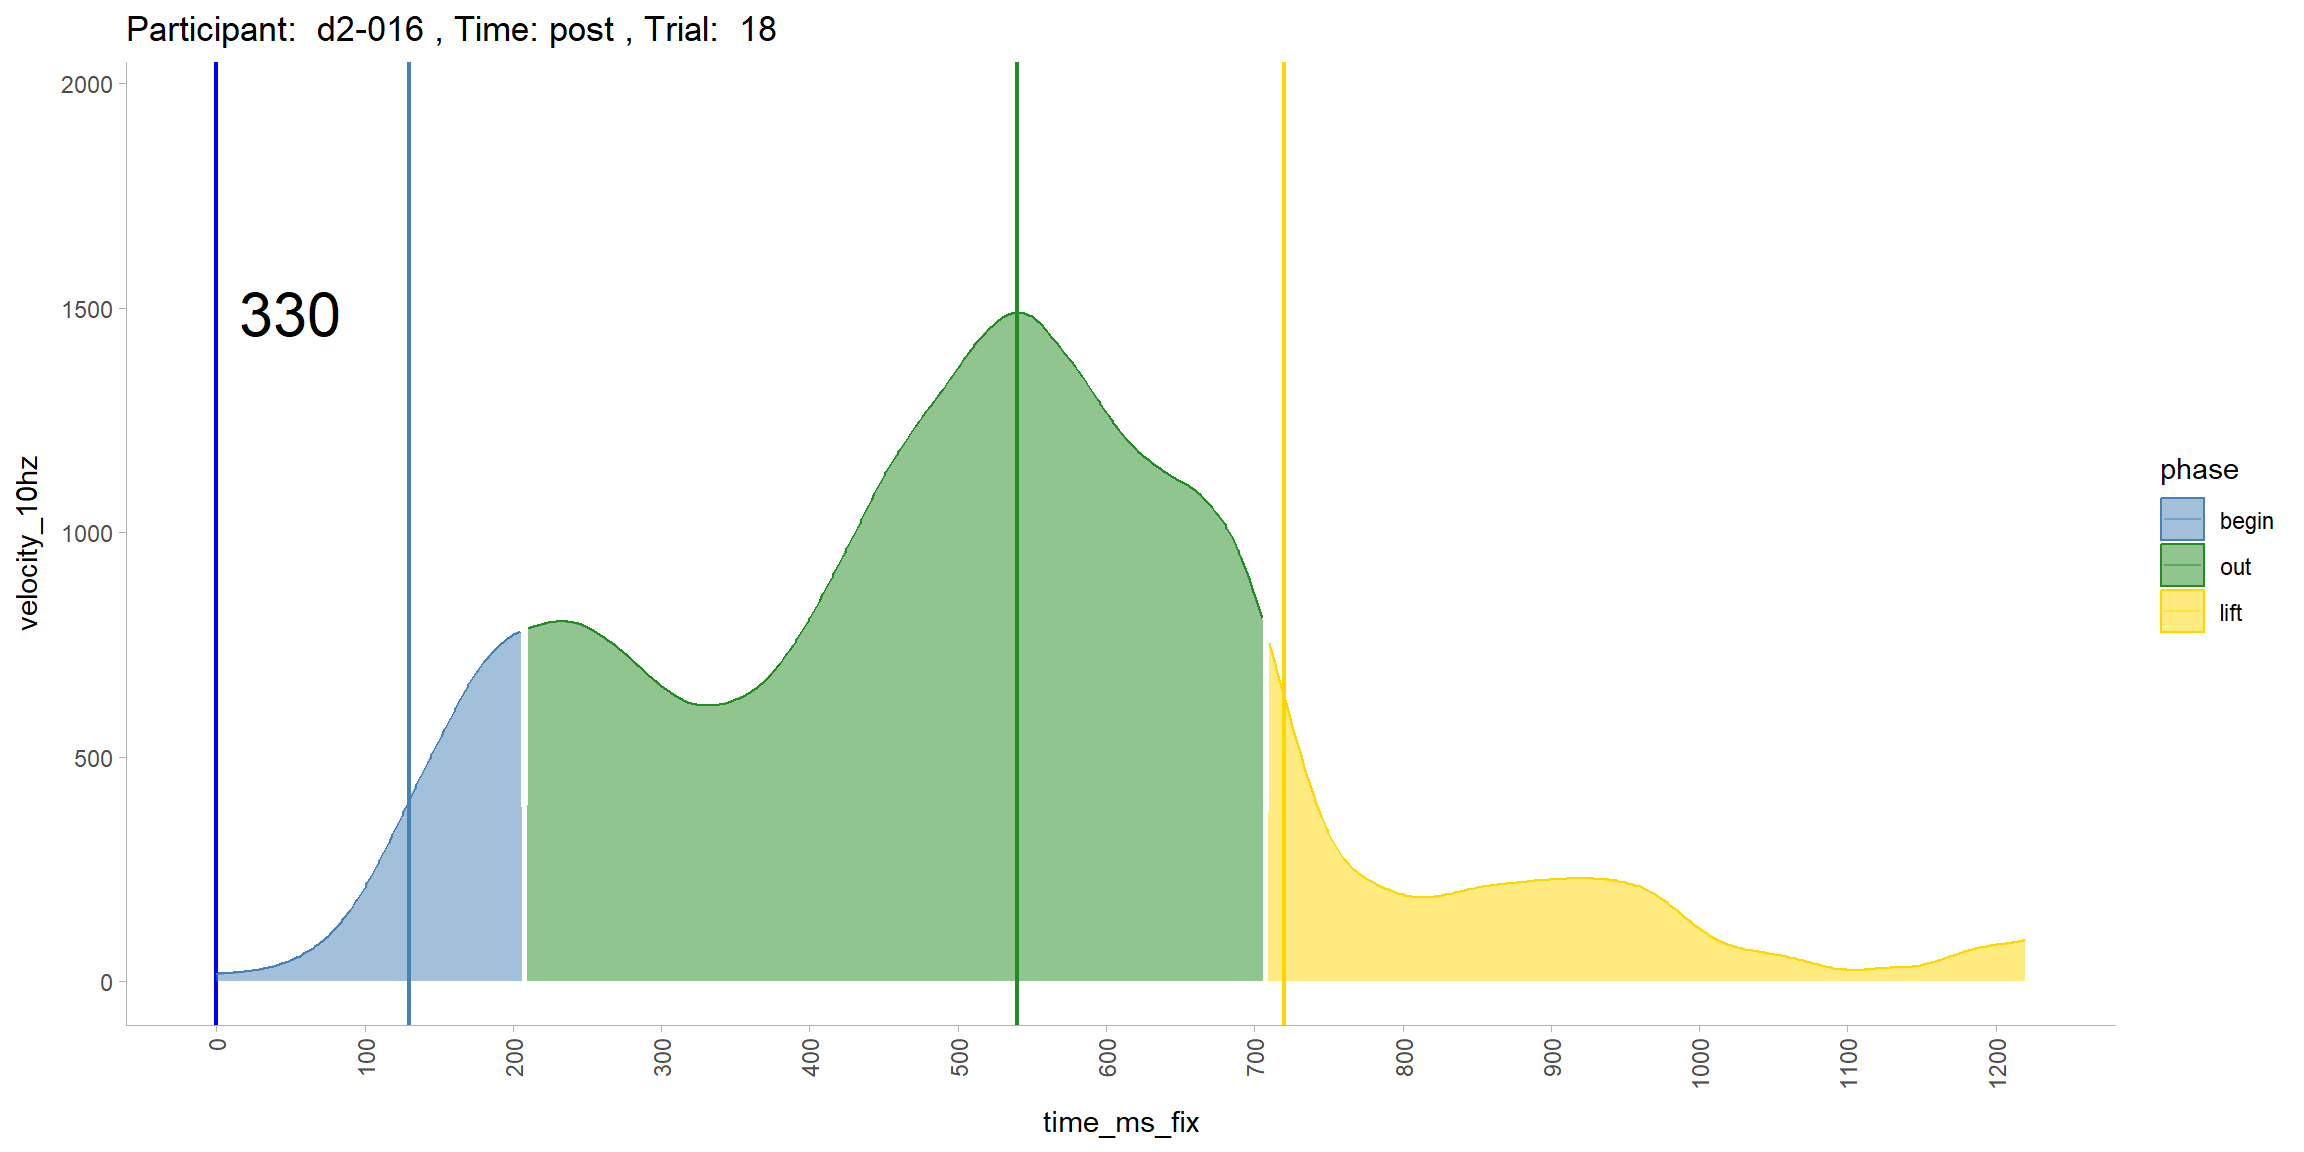 Participant:  d2-016 , Time: post , Trial:  18
2000
1500
1000
500
0
velocity_10hz
330
0
100
200
300
400
500
600
700
800
900
1000
1100
1200
time_ms_fix
phase
begin
out
lift